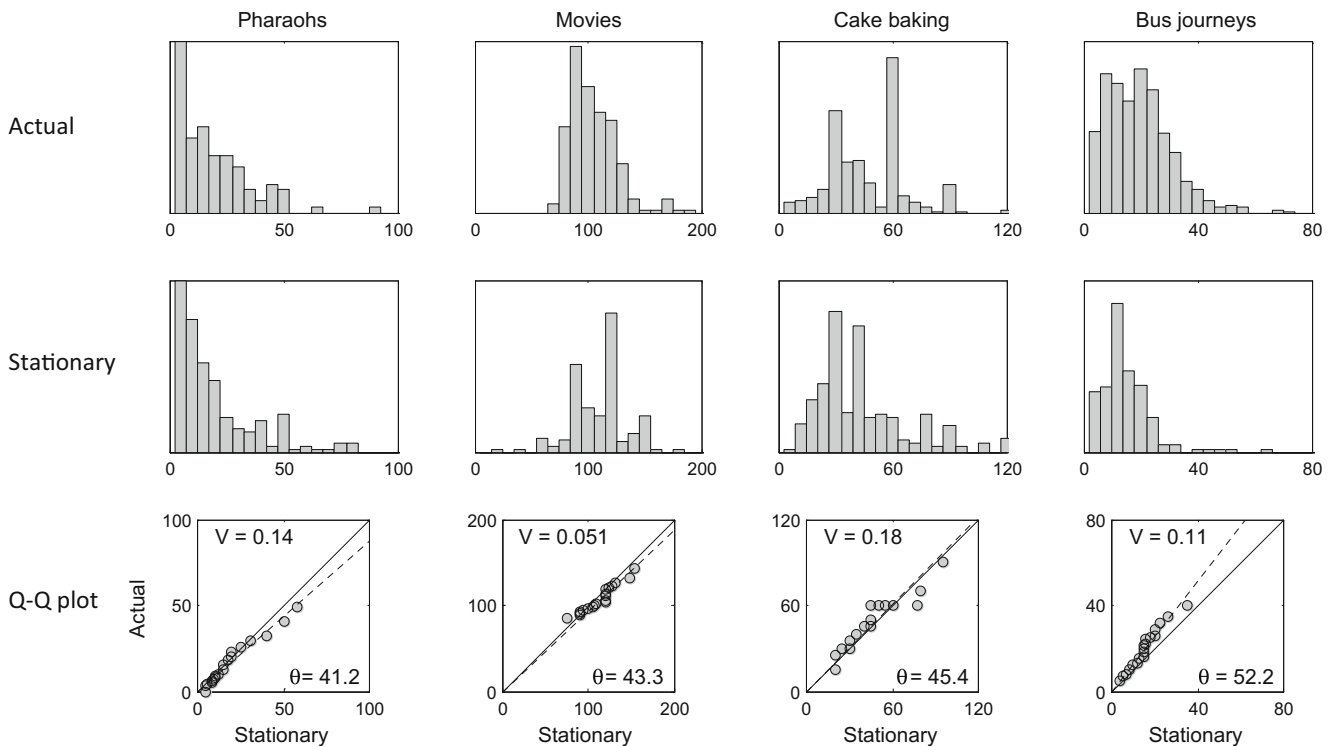 Pharaohs Movies Cake baking Bus journeys
Actual
0 50 100 0 100 200 0 60 120 0 40 80
Stationary
0 50 100 0 100 200 0 60 120 0 40 80
Q-Q plot
Actual
100
50
0
V = 0.14
θ = 41.2
0 50 100
Stationary
200
100
0
V = 0.051
θ = 43.3
0 100 200
Stationary
120
60
0
V = 0.18
θ = 45.4
0 60 120
Stationary
80
40
0
V = 0.11
θ = 52.2
0 40 80
Stationary